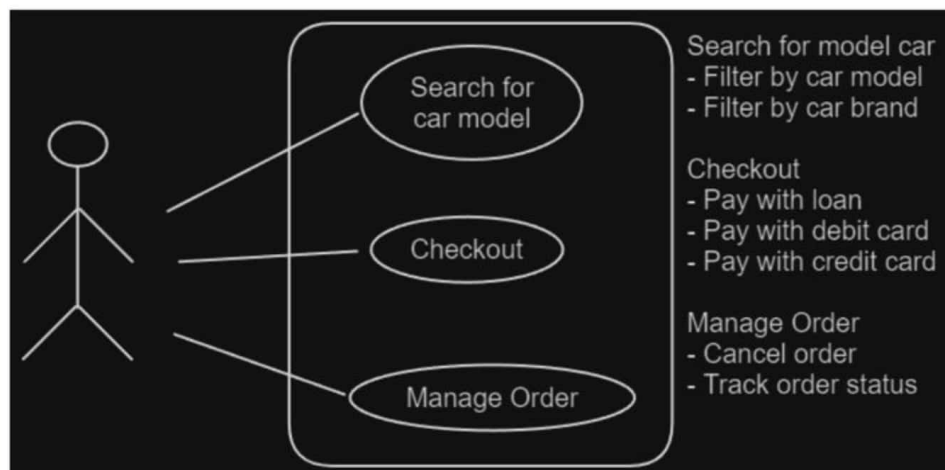 Search for
car model
Checkout
Manage Order
Search for model car
- Filter by car model
- Filter by car brand
Checkout
- Pay with loan
- Pay with debit card
- Pay with credit card
Manage Order
- Cancel order
- Track order status